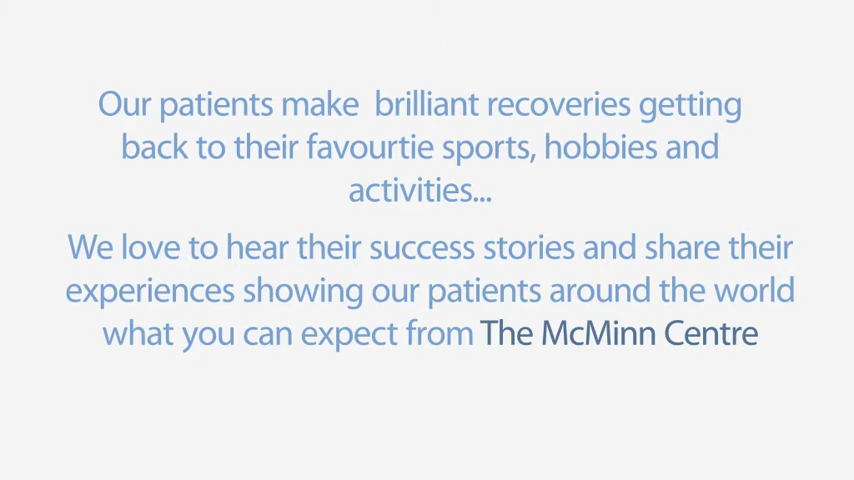 Our patients make  brilliant recoveries getting
back to their favourtie sports, hobbies and
activities...
We love to hear their success stories and share their
experiences showing our patients around the world
what you can expect from The McMinn Centre